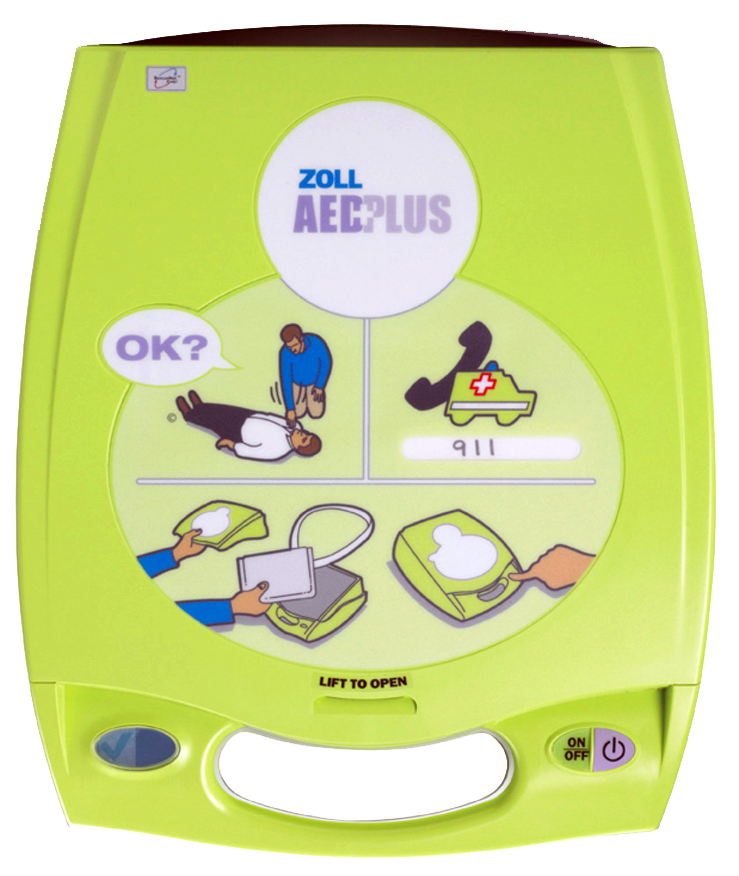 ZOLL
AED PLUS
OK?
©
911
LIFT TO OPEN
ON
OFF